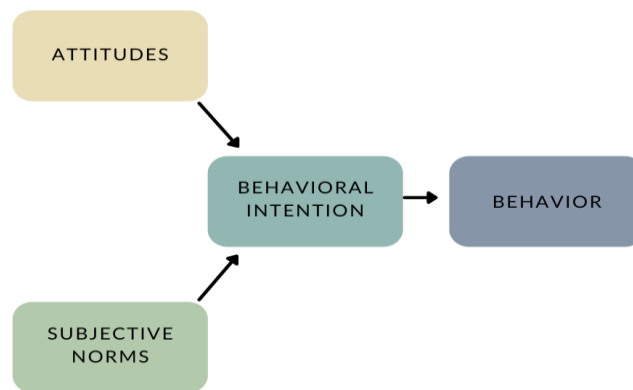 ATTITUDES
BEHAVIORAL
INTENTION
BEHAVIOR
SUBJECTIVE
NORMS